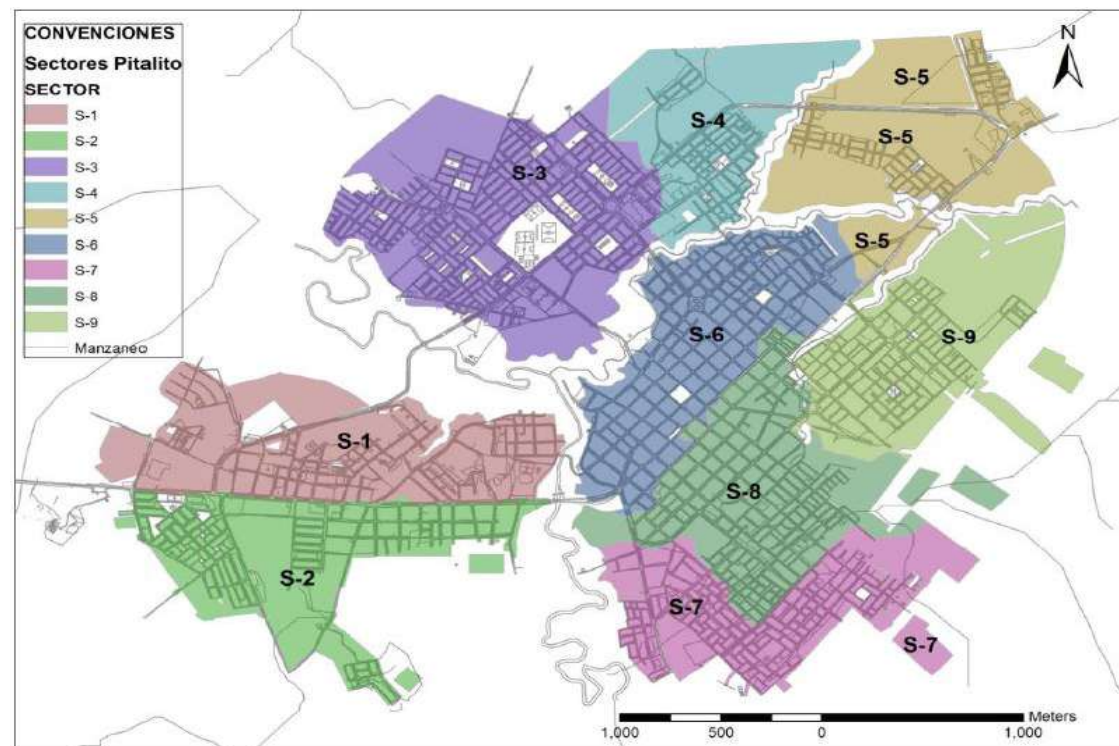 CONVENCIONES
Sectores Pitalito
SECTOR
S-1
S-2
S-3
S-4
S-5
S-6
S-7
S-8
S-9
Manzaneo
N
S-5
S-4
S-5
S-3
S-5
S-6
S-9
S-1
S-8
S-2
S-7
S-7
Meters
1,000 500 0 1,000